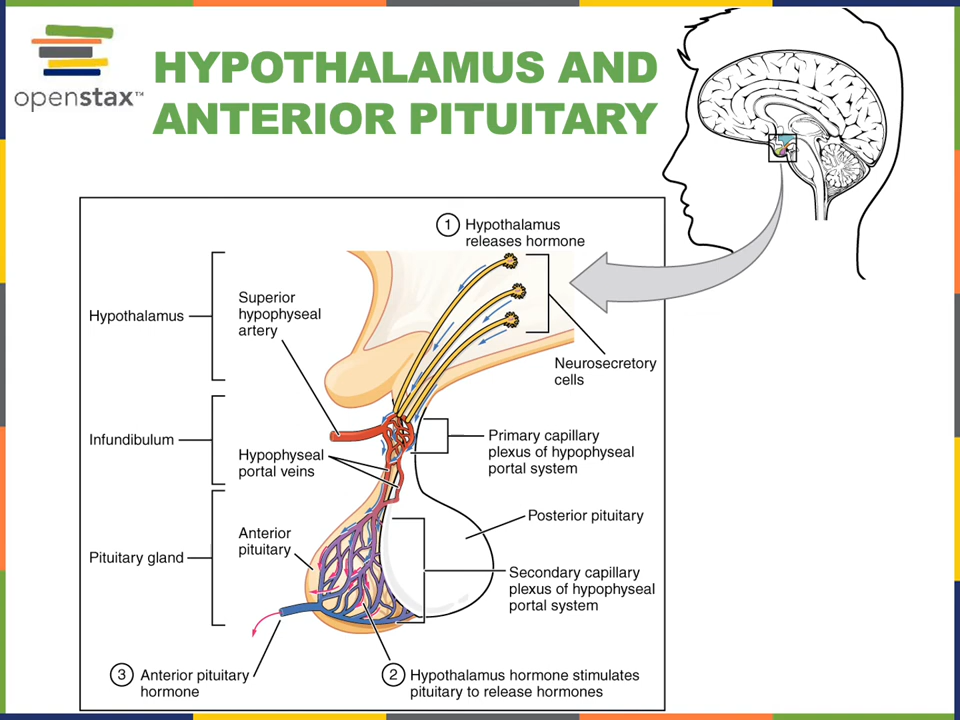 openstax™
HYPOTHALAMUS AND
ANTERIOR PITUITARY
1 Hypothalamus
releases hormone
Hypothalamus
Superior
hypophyseal
artery
Neurosecretory
cells
Infundibulum
Primary capillary
plexus of hypophyseal
portal system
Hypophyseal
portal veins
Posterior pituitary
Anterior
pituitary
Pituitary gland
Secondary capillary
plexus of hypophyseal
portal system
3 Anterior pituitary
hormone
2 Hypothalamus hormone stimulates
pituitary to release hormones